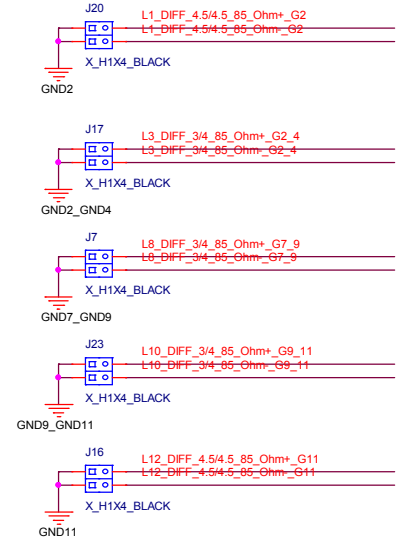 J20
L1_DIFF_4.5/4.5_85_Ohm+_G2
L1_DIFF_4.5/4.5_85_Ohm-_G2
X_H1X4_BLACK
GND2
J17
L3_DIFF_3/4_85_Ohm+_G2_4
L3_DIFF_3/4_85_Ohm-_G2_4
X_H1X4_BLACK
GND2_GND4
J7
L8_DIFF_3/4_85_Ohm+_G7_9
L8_DIFF_3/4_85_Ohm-_G7_9
X_H1X4_BLACK
GND7_GND9
J23
L10_DIFF_3/4_85_Ohm+_G9_11
L10_DIFF_3/4_85_Ohm-_G9_11
X_H1X4_BLACK
GND9_GND11
J16
L12_DIFF_4.5/4.5_85_Ohm+_G11
L12_DIFF_4.5/4.5_85_Ohm-_G11
X_H1X4_BLACK
GND11